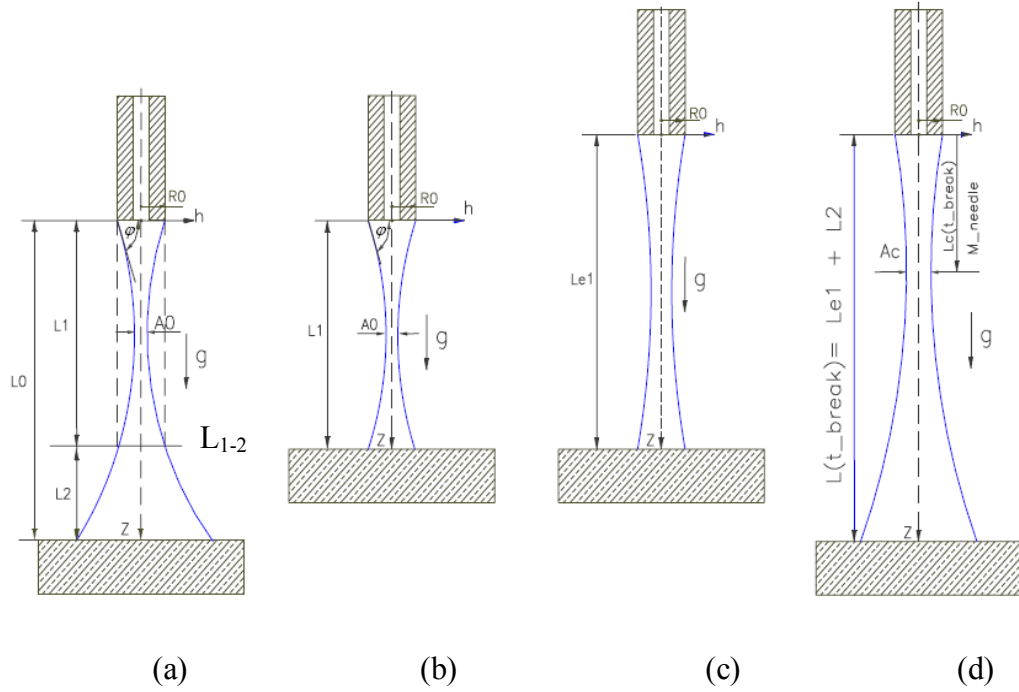 R0
h
φ
L1
A0
g
L0
L1-2
L2
Z
R0
h
φ
L1
A0
g
Z
R0
h
Le1
g
Z
R0
h
Lc(t_break)
M_needle
Ac
L(t_break)= Le1 + L2
g
Z
(a)
(b)
(c)
(d)